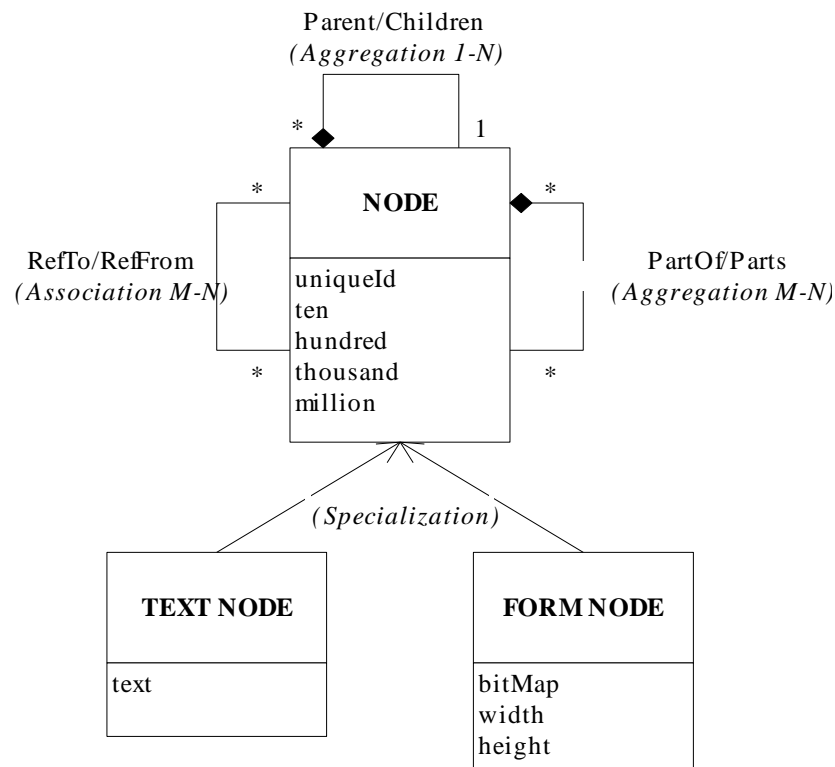 Parent/Children
(Aggregation 1-N)
* 1
* NODE *
RefTo/RefFrom
(Association M-N)
PartOf/Parts
(Aggregation M-N)
uniqueId
ten
hundred
thousand
* *
million
(Specialization)
TEXT NODE
FORM NODE
text
bitMap
width
height